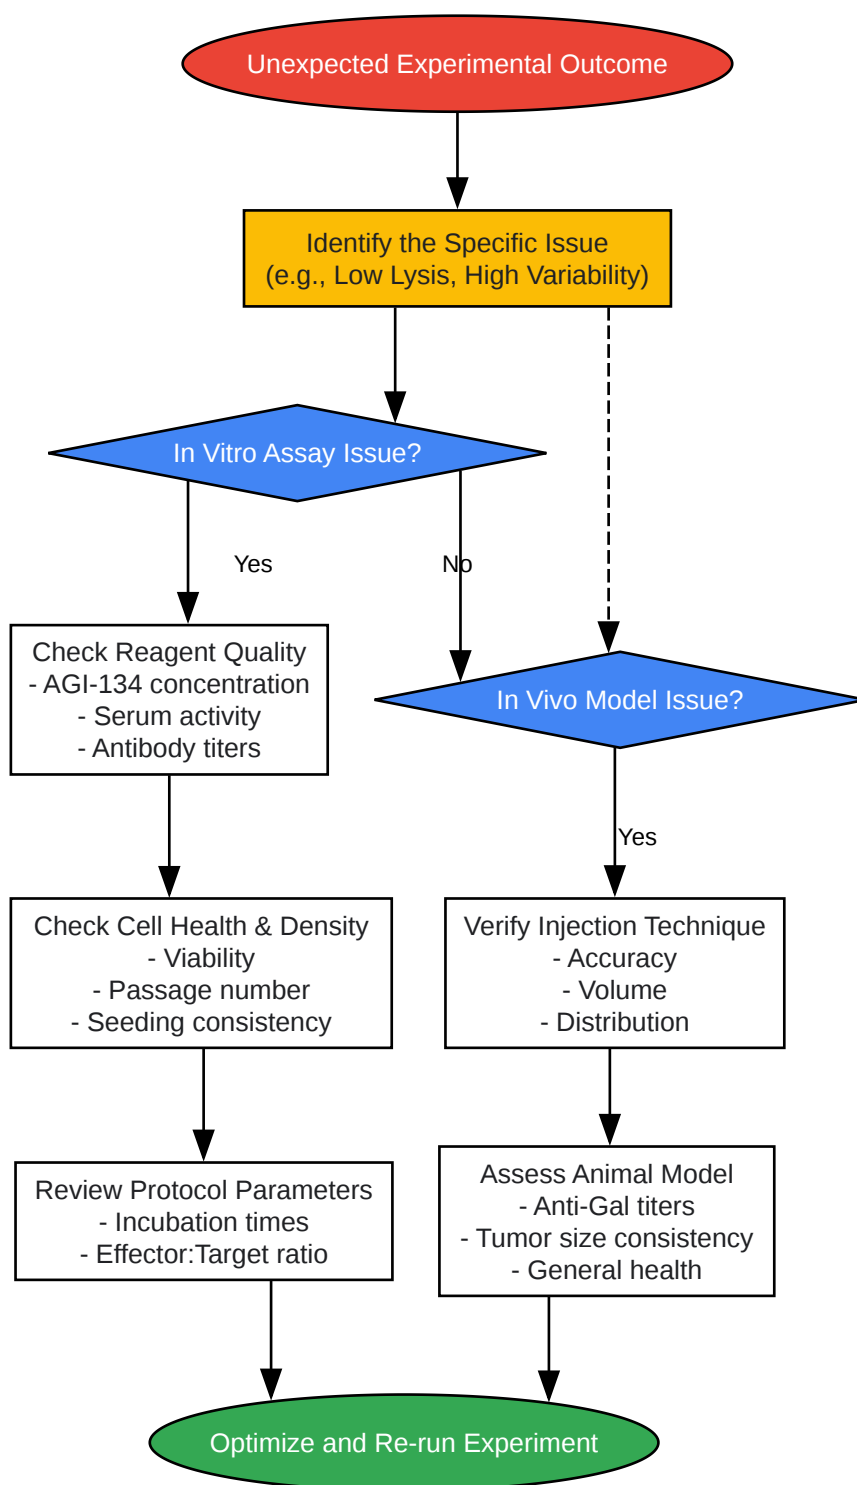 Unexpected Experimental Outcome
Identify the Specific Issue
(e.g., Low Lysis, High Variability)
In Vitro Assay Issue?
Yes
No
Check Reagent Quality
- AGI-134 concentration
- Serum activity
- Antibody titers
In Vivo Model Issue?
Yes
Check Cell Health & Density
- Viability
- Passage number
- Seeding consistency
Verify Injection Technique
- Accuracy
- Volume
- Distribution
Review Protocol Parameters
- Incubation times
- Effector:Target ratio
Assess Animal Model
- Anti-Gal titers
- Tumor size consistency
- General health
Optimize and Re-run Experiment